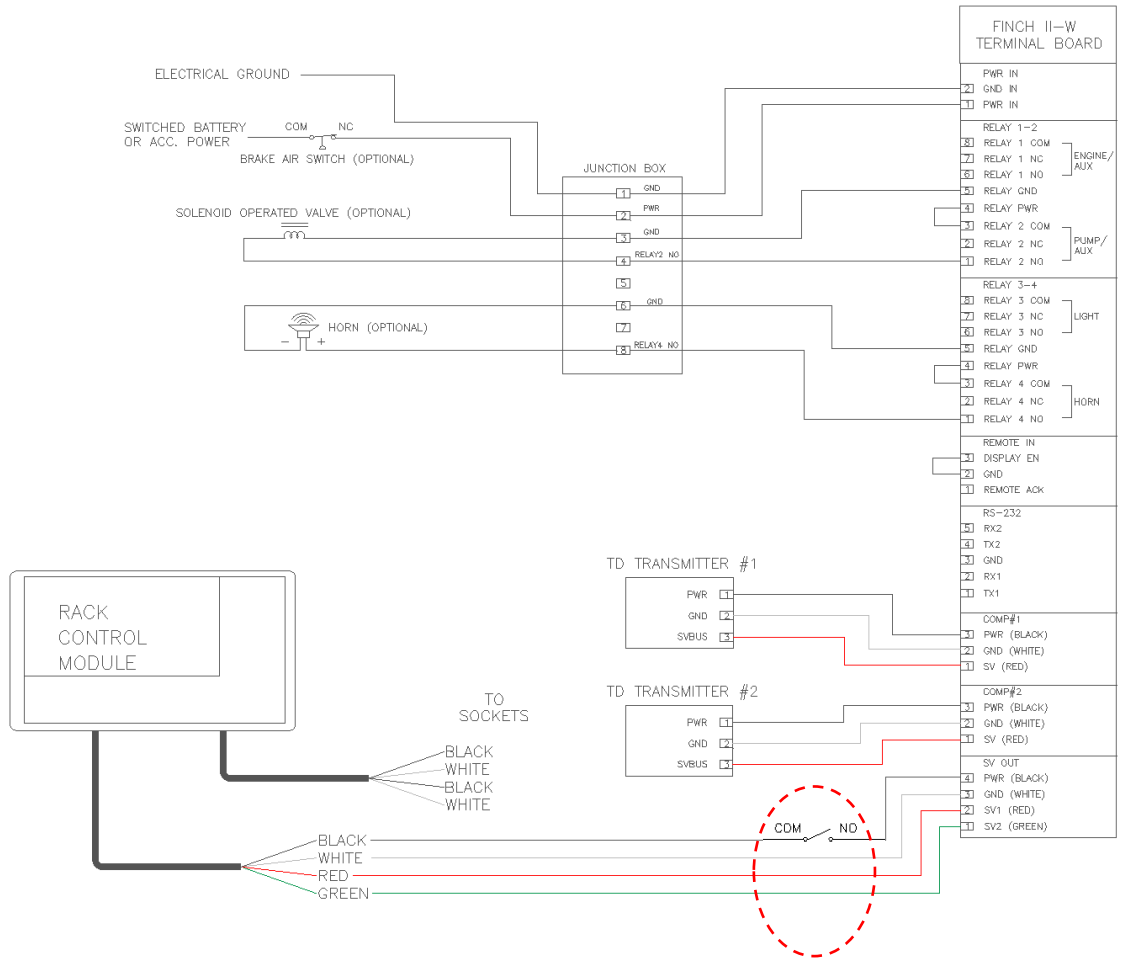 FINCH II-W
TERMINAL BOARD
ELECTRICAL GROUND
SWITCHED BATTERY
OR ACC. POWER
COM
NC
BRAKE AIR SWITCH (OPTIONAL)
SOLENOID OPERATED VALVE (OPTIONAL)
HORN (OPTIONAL)
- +
JUNCTION BOX
1 GND
2 PWR
3 GND
4 RELAY2 NO
5
6 GND
7
8 RELAY4 NO
PWR IN
2 GND IN
1 PWR IN
RELAY 1-2
8 RELAY 1 COM
7 RELAY 1 NC
6 RELAY 1 NO
ENGINE/
AUX
5 RELAY GND
4 RELAY PWR
3 RELAY 2 COM
2 RELAY 2 NC
1 RELAY 2 NO
PUMP/
AUX
RELAY 3-4
8 RELAY 3 COM
7 RELAY 3 NC
6 RELAY 3 NO
LIGHT
5 RELAY GND
4 RELAY PWR
3 RELAY 4 COM
2 RELAY 4 NC
1 RELAY 4 NO
HORN
REMOTE IN
3 DISPLAY EN
2 GND
1 REMOTE ACK
RS-232
5 RX2
4 TX2
3 GND
2 RX1
1 TX1
COMP#1
3 PWR (BLACK)
2 GND (WHITE)
1 SV (RED)
COMP#2
3 PWR (BLACK)
2 GND (WHITE)
1 SV (RED)
SV OUT
4 PWR (BLACK)
3 GND (WHITE)
2 SV1 (RED)
1 SV2 (GREEN)
TD TRANSMITTER #1
PWR 1
GND 2
SVBUS 3
TD TRANSMITTER #2
PWR 1
GND 2
SVBUS 3
RACK
CONTROL
MODULE
TO
SOCKETS
BLACK
WHITE
BLACK
WHITE
BLACK
WHITE
RED
GREEN
COM
NO